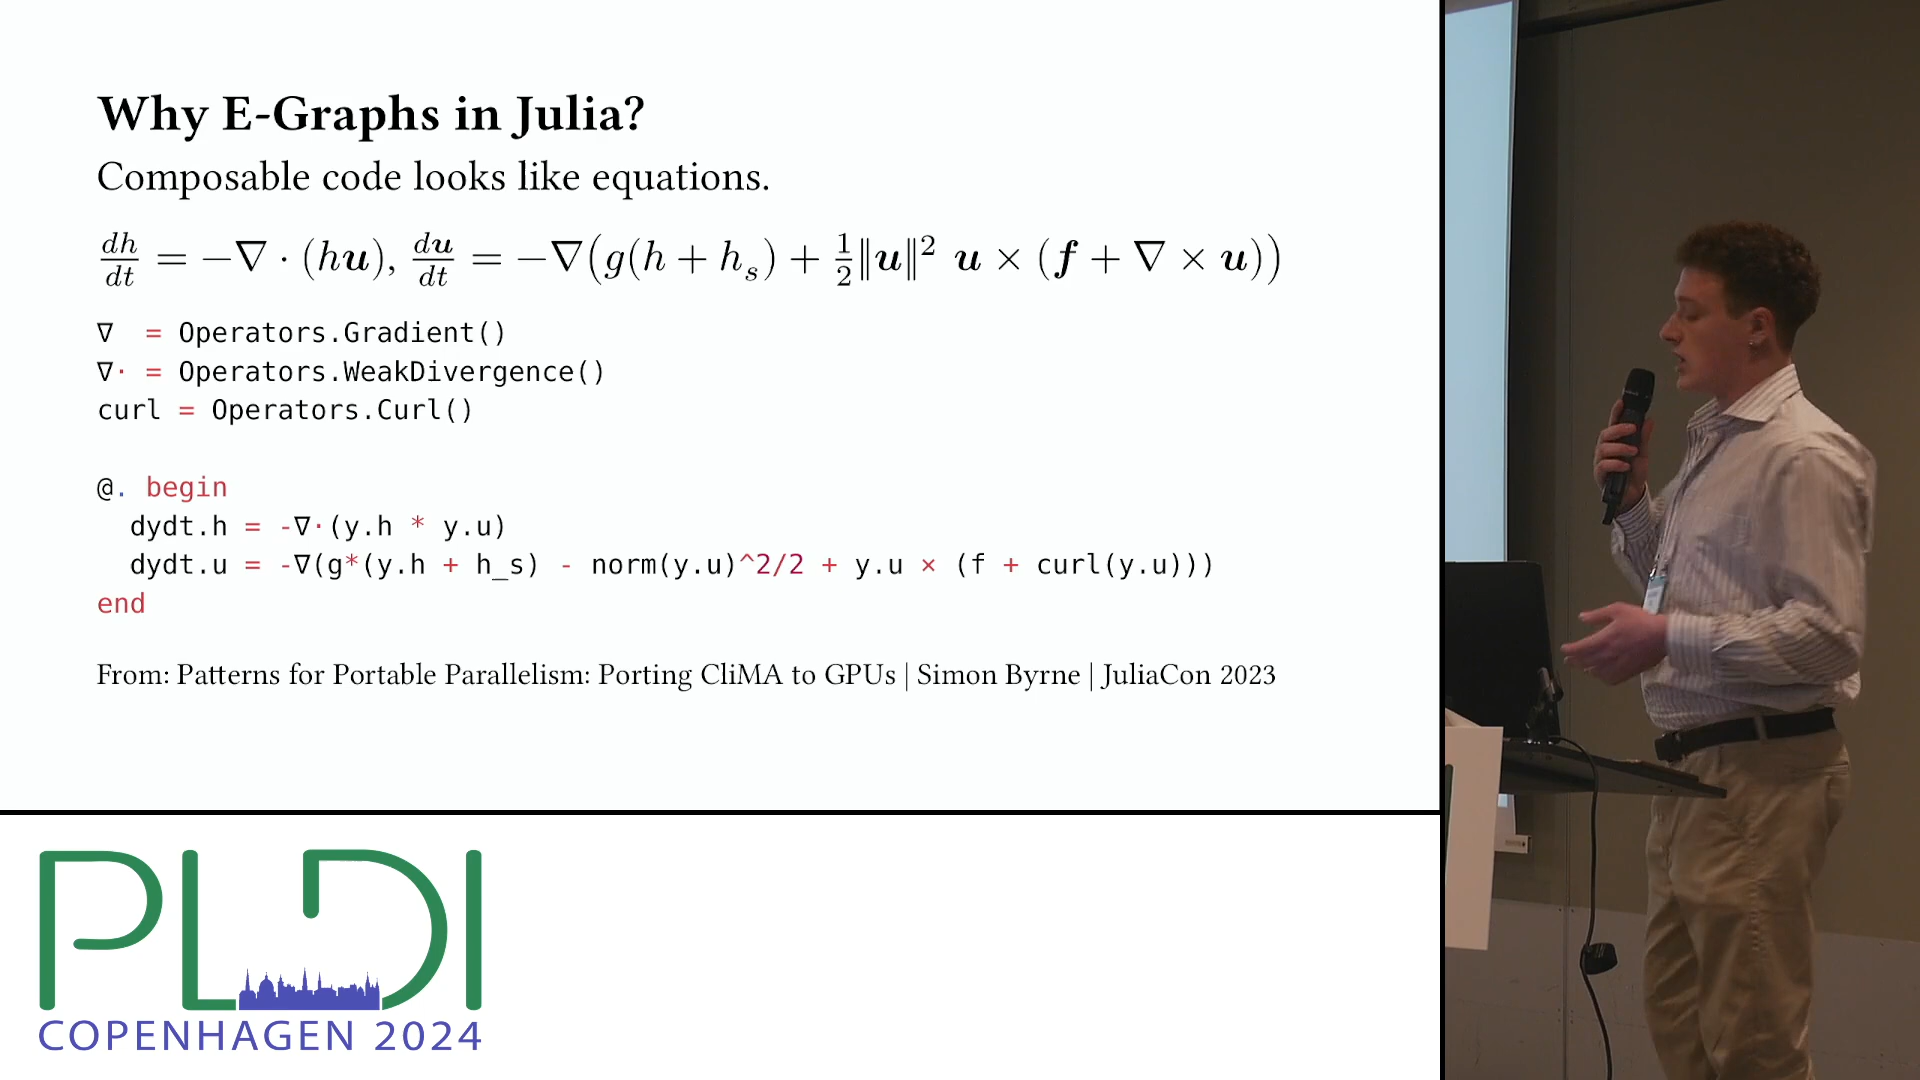 Why E-Graphs in Julia?
Composable code looks like equations.
dh/dt = −∇ · (hu), du/dt = −∇(g(h + h_s) + 1/2‖u‖² u × (f + ∇ × u))
∇  = Operators.Gradient()
∇· = Operators.WeakDivergence()
curl = Operators.Curl()
@. begin
  dydt.h = -∇·(y.h * y.u)
  dydt.u = -∇(g*(y.h + h_s) - norm(y.u)^2/2 + y.u × (f + curl(y.u)))
end
From: Patterns for Portable Parallelism: Porting CliMA to GPUs | Simon Byrne | JuliaCon 2023
PLDI
COPENHAGEN 2024